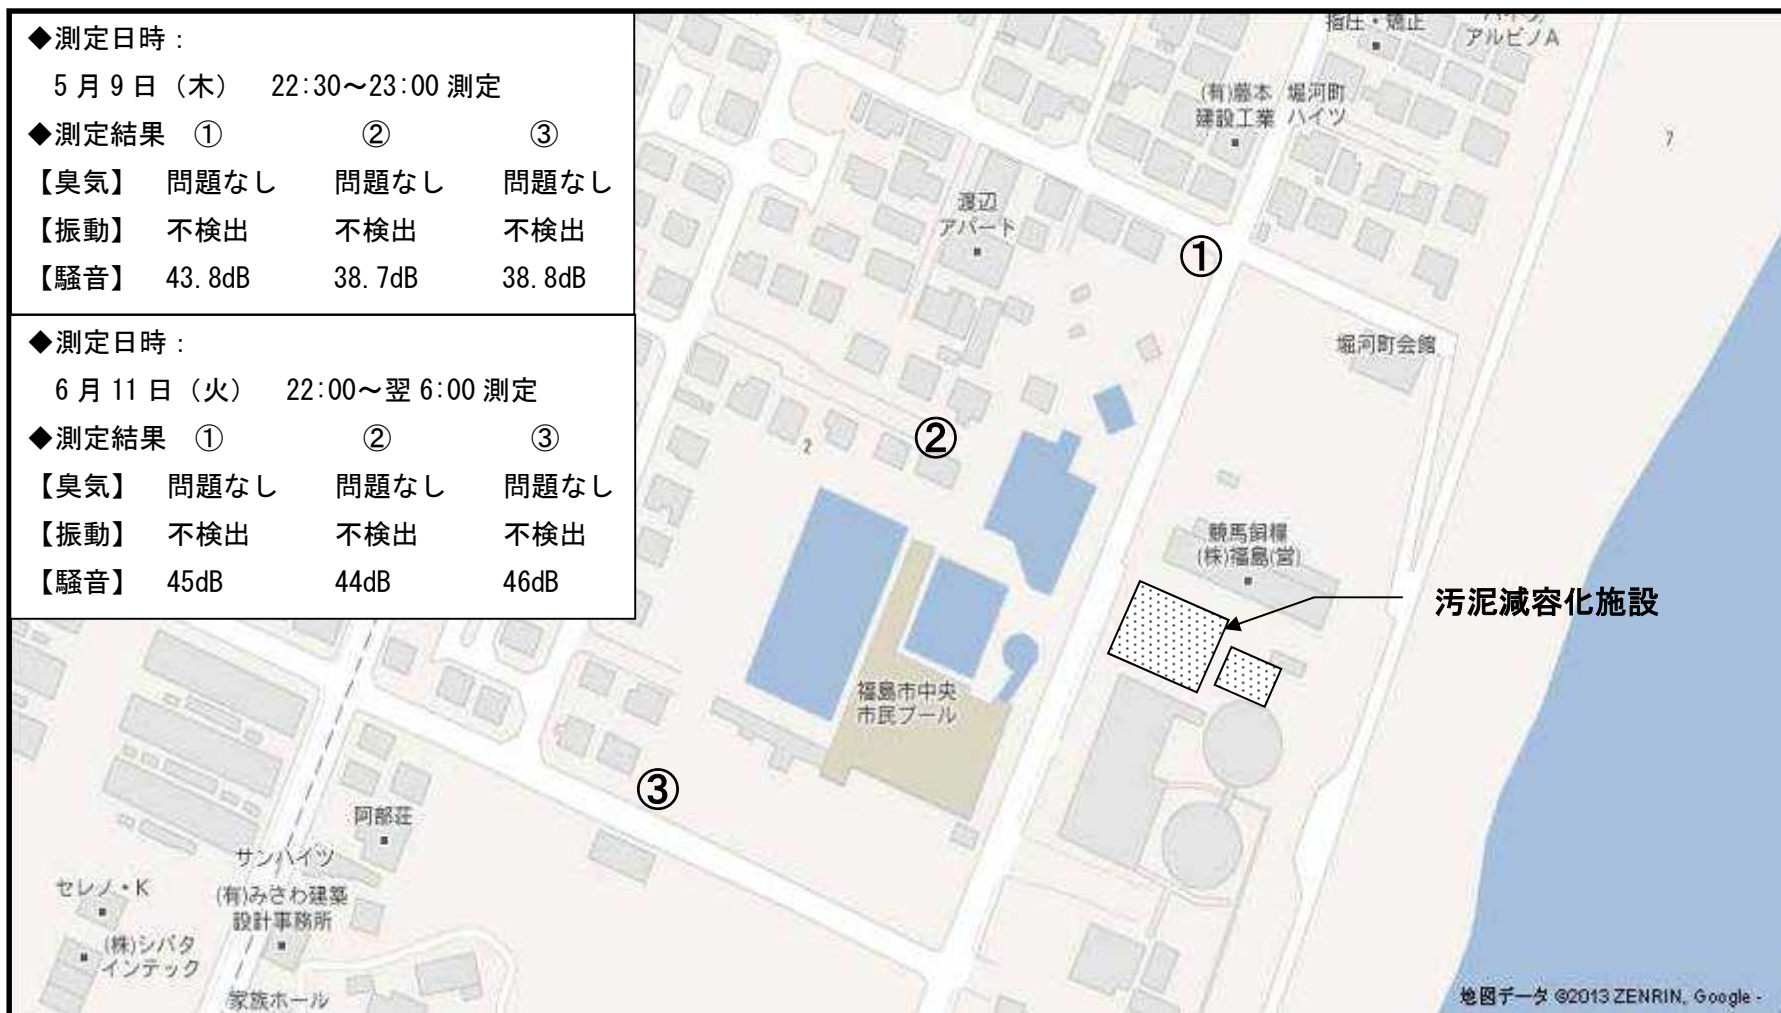 ◆測定日時：
5月9日（木）　22:30～23:00 測定
◆測定結果　①　②　③
【臭気】　問題なし　問題なし　問題なし
【振動】　不検出　不検出　不検出
【騒音】　43.8dB　38.7dB　38.8dB
◆測定日時：
6月11日（火）　22:00～翌6:00 測定
◆測定結果　①　②　③
【臭気】　問題なし　問題なし　問題なし
【振動】　不検出　不検出　不検出
【騒音】　45dB　44dB　46dB
指圧・矯正
ハイツ
アルビノA
(有)藤本
建設工業
堀河町
ハイツ
渡辺
アパート
①
堀河町会館
②
2
競馬飼糧
(株)福島(営)
汚泥減容化施設
福島市中央
市民プール
③
阿部荘
サンハイツ
セレノ・K
(有)みさわ建築
設計事務所
(株)シバタ
インテック
家族ホール
地図データ ©2013 ZENRIN, Google -